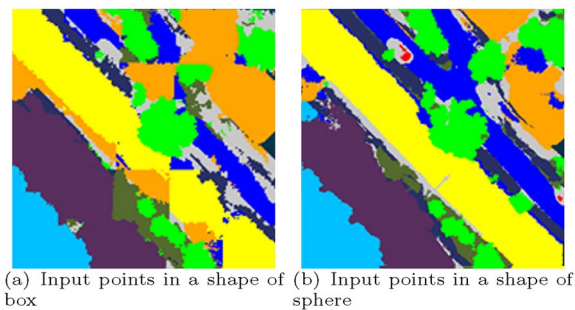 (a) Input points in a shape of
box
(b) Input points in a shape of
sphere